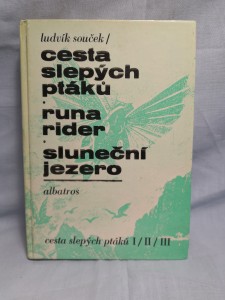 ludvík souček/
cesta
slepých
ptáků
· runa
rider
· sluneční
jezero
albatros
cesta slepých ptáků I/II/III